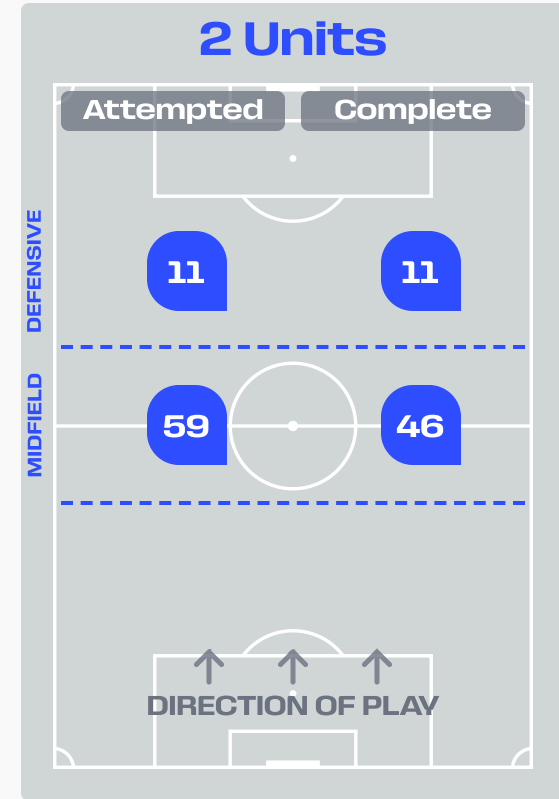 2 Units
Attempted
Complete
DEFENSIVE
11
11
MIDFIELD
59
46
DIRECTION OF PLAY